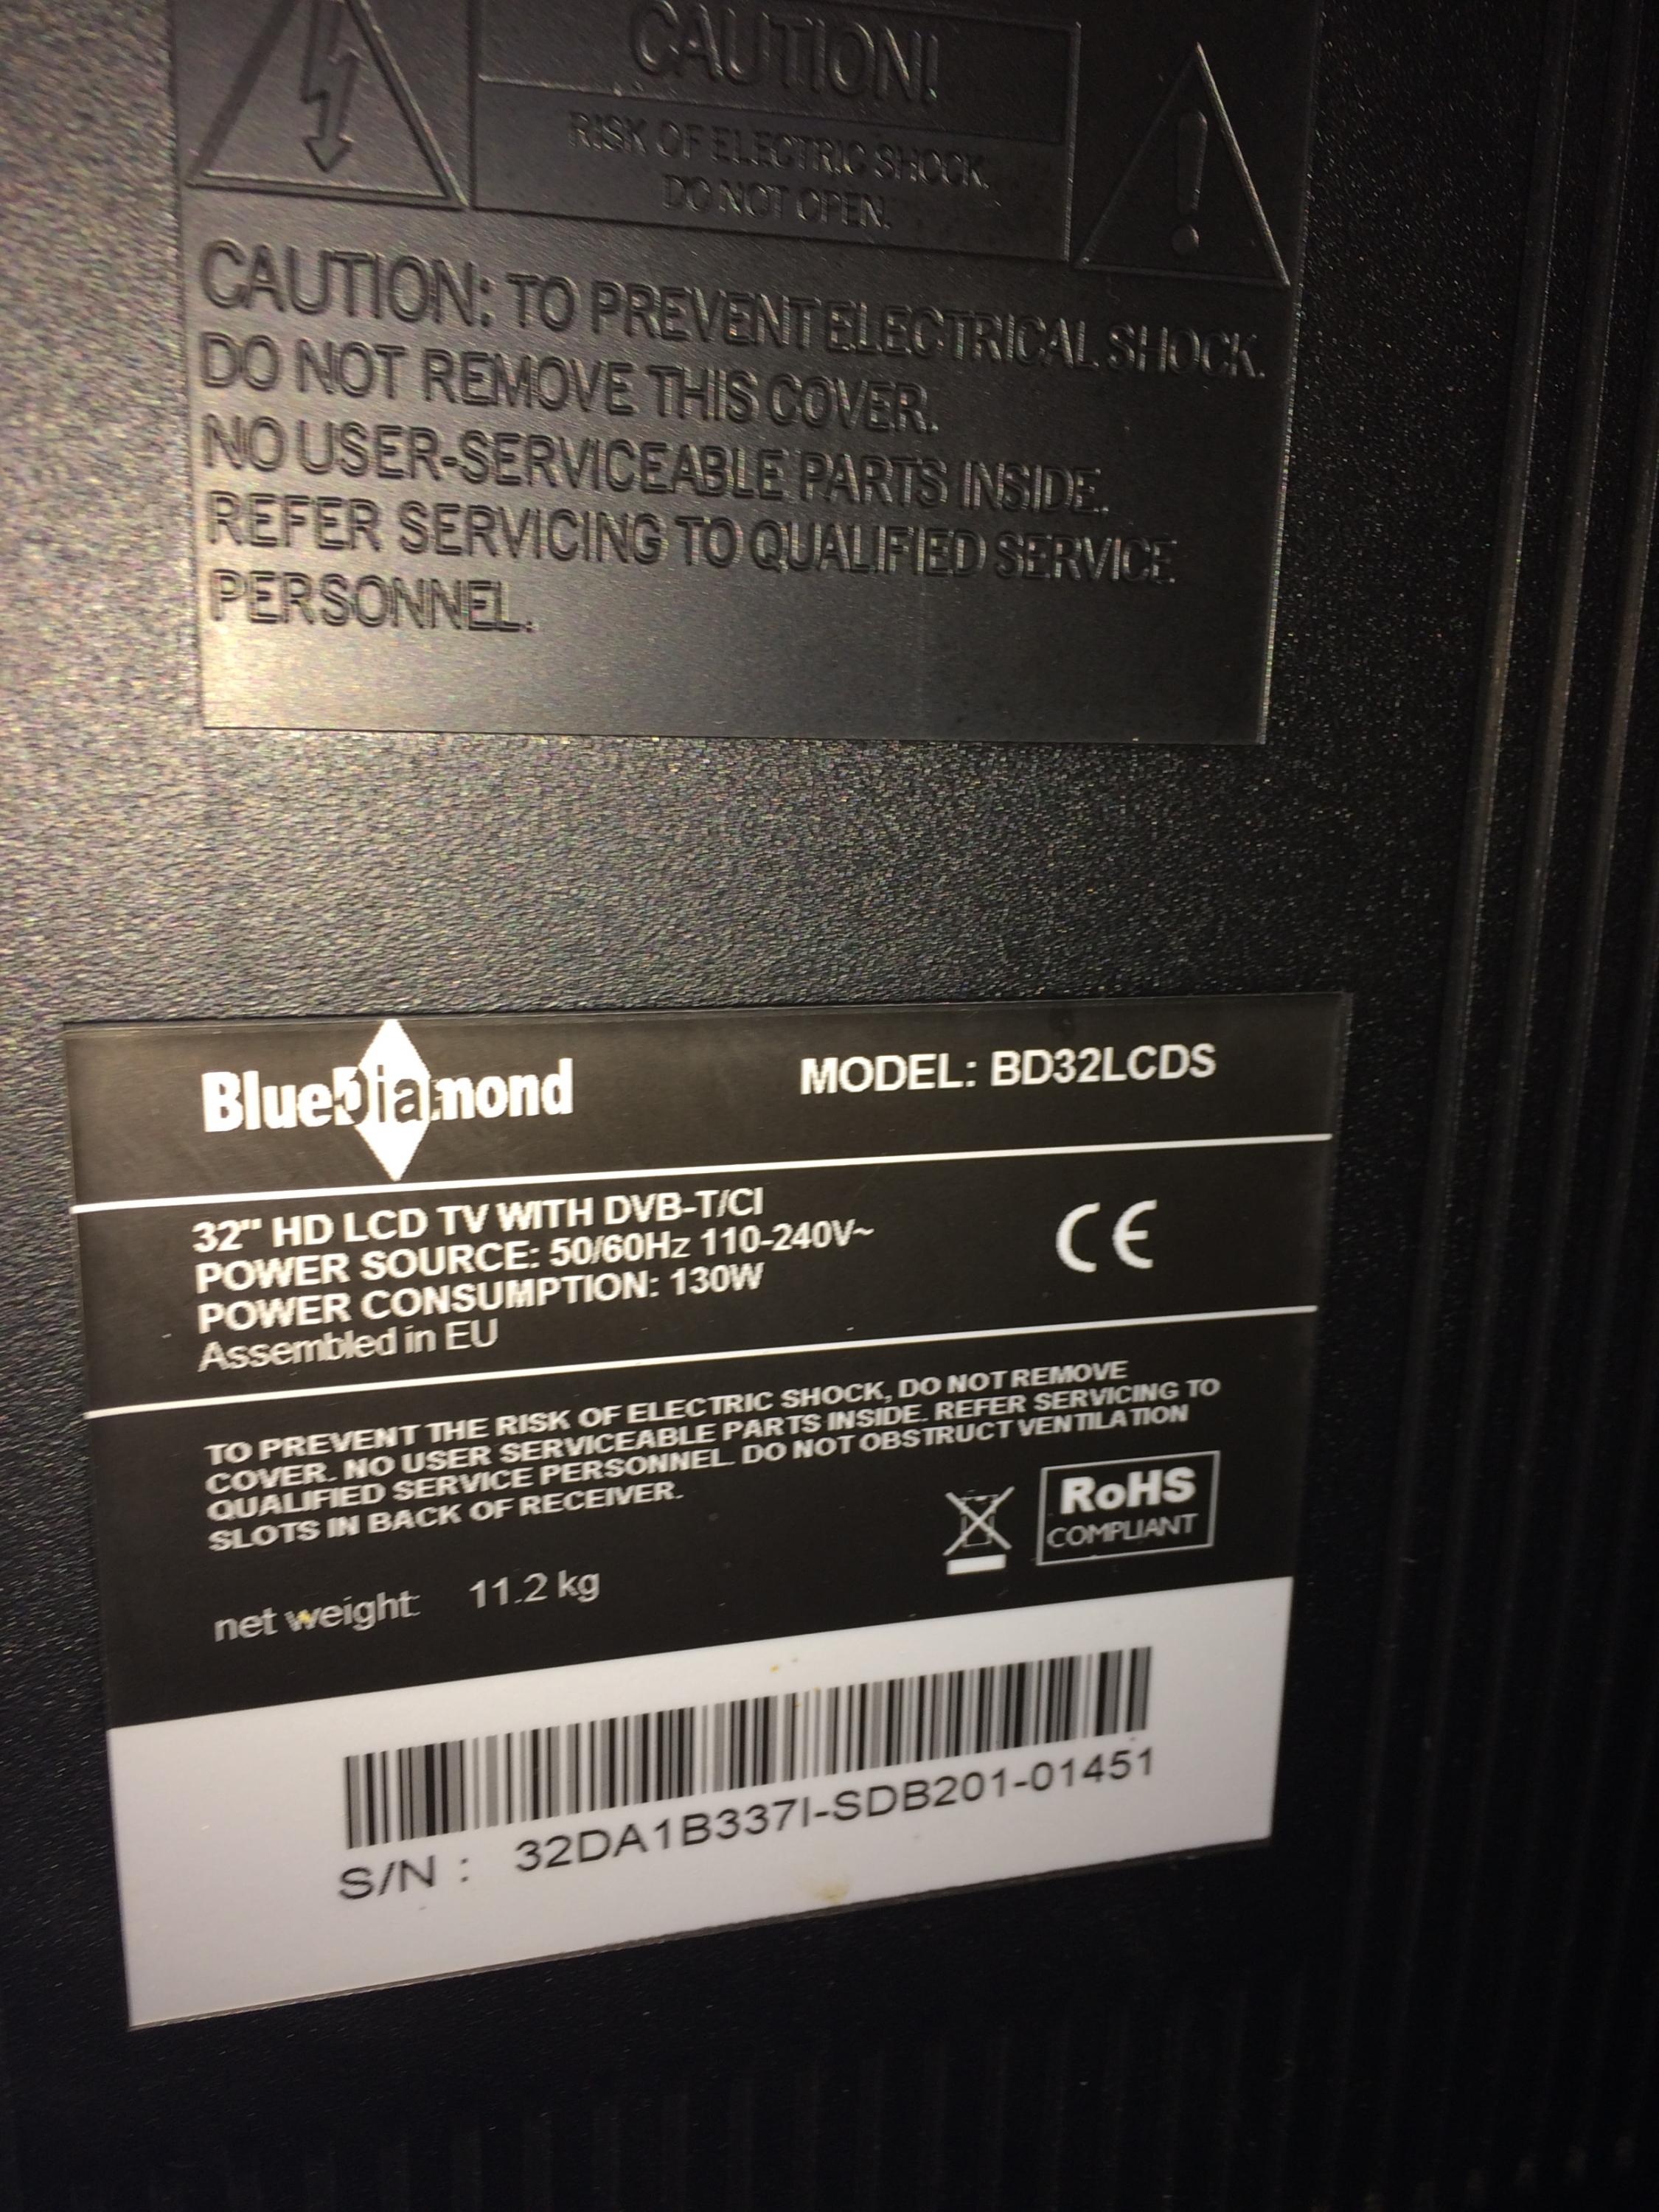 CAUTION!
RISK OF ELECTRIC SHOCK.
DO NOT OPEN.
CAUTION: TO PREVENT ELECTRICAL SHOCK.
DO NOT REMOVE THIS COVER.
NO USER-SERVICEABLE PARTS INSIDE.
REFER SERVICING TO QUALIFIED SERVICE
PERSONNEL.
BlueDiamond
MODEL: BD32LCDS
32" HD LCD TV WITH DVB-T/CI
POWER SOURCE: 50/60Hz 110-240V~
POWER CONSUMPTION: 130W
Assembled in EU
CE
TO PREVENT THE RISK OF ELECTRIC SHOCK, DO NOT REMOVE
COVER. NO USER SERVICEABLE PARTS INSIDE. REFER SERVICING TO
QUALIFIED SERVICE PERSONNEL. DO NOT OBSTRUCT VENTILATION
SLOTS IN BACK OF RECEIVER.
RoHS
COMPLIANT
net weight: 11.2 kg
S/N : 32DA1B337I-SDB201-01451